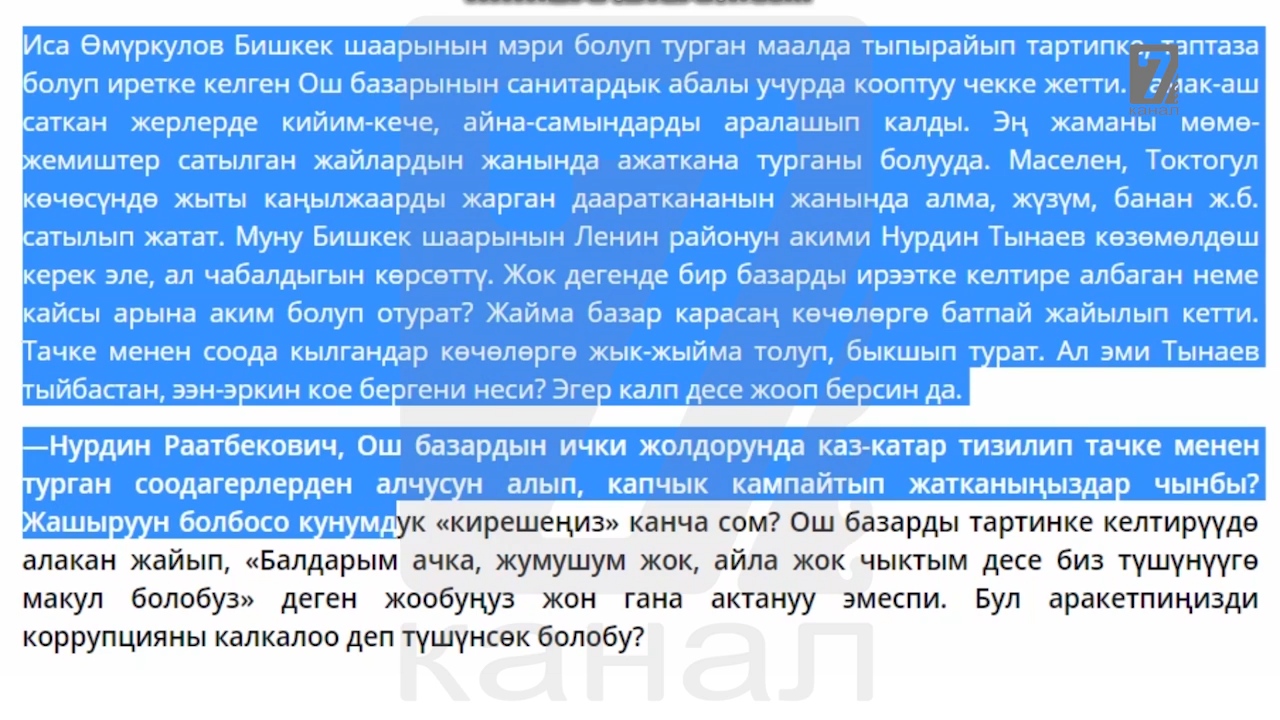 Иса Өмүркулов Бишкек шаарынын мэри болуп турган маалда тыпырайып тартипке, таптаза
болуп иретке келген Ош базарынын санитардык абалы учурда кооптуу чекке жетти.
саткан жерлерде кийим-кече, айна-самындарды аралашып калды. Эң жаманы мөмө-
жемиштер сатылган жайлардын жанында ажаткана турганы болууда. Маселен, Токтогул
көчөсүндө жыты каңылжаарды жарган дааратканaнын жанында алма, жүзүм, банан ж.б.
сатылып жатат. Муну Бишкек шаарынын Ленин районун акими Нурдин Тынаев көзөмөлдөш
керек эле, ал чабалдыгын көрсөттү. Жок дегенде бир базарды ирээтке келтире албаган неме
кайсы арына аким болуп отурат? Жайма базар карасаң көчөлөргө батпай жайылып кетти.
Тачке менен соода кылгандар көчөлөргө жык-жыйма толуп, быкшып турат. Ал эми Тынаев
тыйбастан, ээн-эркин кое бергени неси? Эгер калп десе жооп берсин да.
—Нурдин Раатбекович, Ош базардын ички жолдорунда каз-катар тизилип тачке менен
турган соодагерлерден алчусун алып, капчык кампайтып жатканыңыздар чынбы?
Жашыруун болбосо кунумдук «кирешеңиз» канча сом? Ош базарды тартинке келтирүүдө
алакан жайып, «Балдарым ачка, жумушум жок, айла жок чыктым десе биз түшүнүүгө
макул болобуз» деген жообуңуз жон гана актануу эмеспи. Бул аракетпиңизди
коррупцияны калкалоо деп түшүнсөк болобу?
7
канал
канал